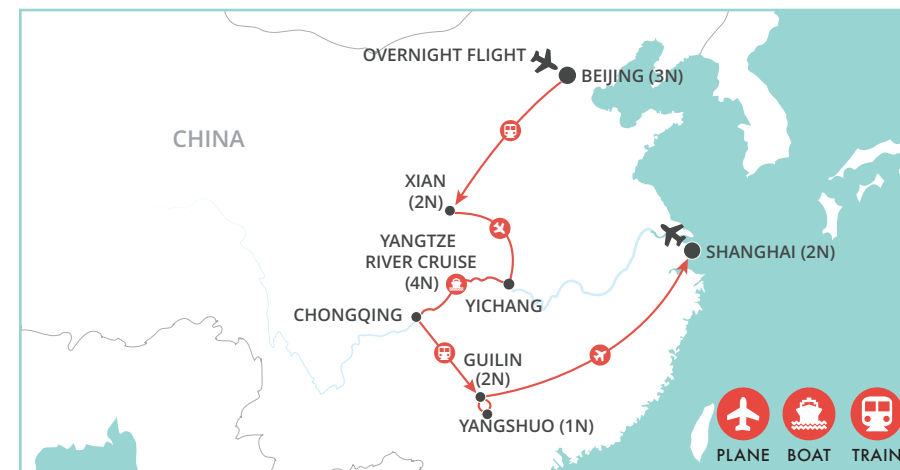 OVERNIGHT FLIGHT
BEIJING (3N)
CHINA
XIAN
(2N)
YANGTZE
RIVER CRUISE
(4N)
SHANGHAI (2N)
YICHANG
CHONGQING
GUILIN
(2N)
YANGSHUO (1N)
PLANE BOAT TRAIN